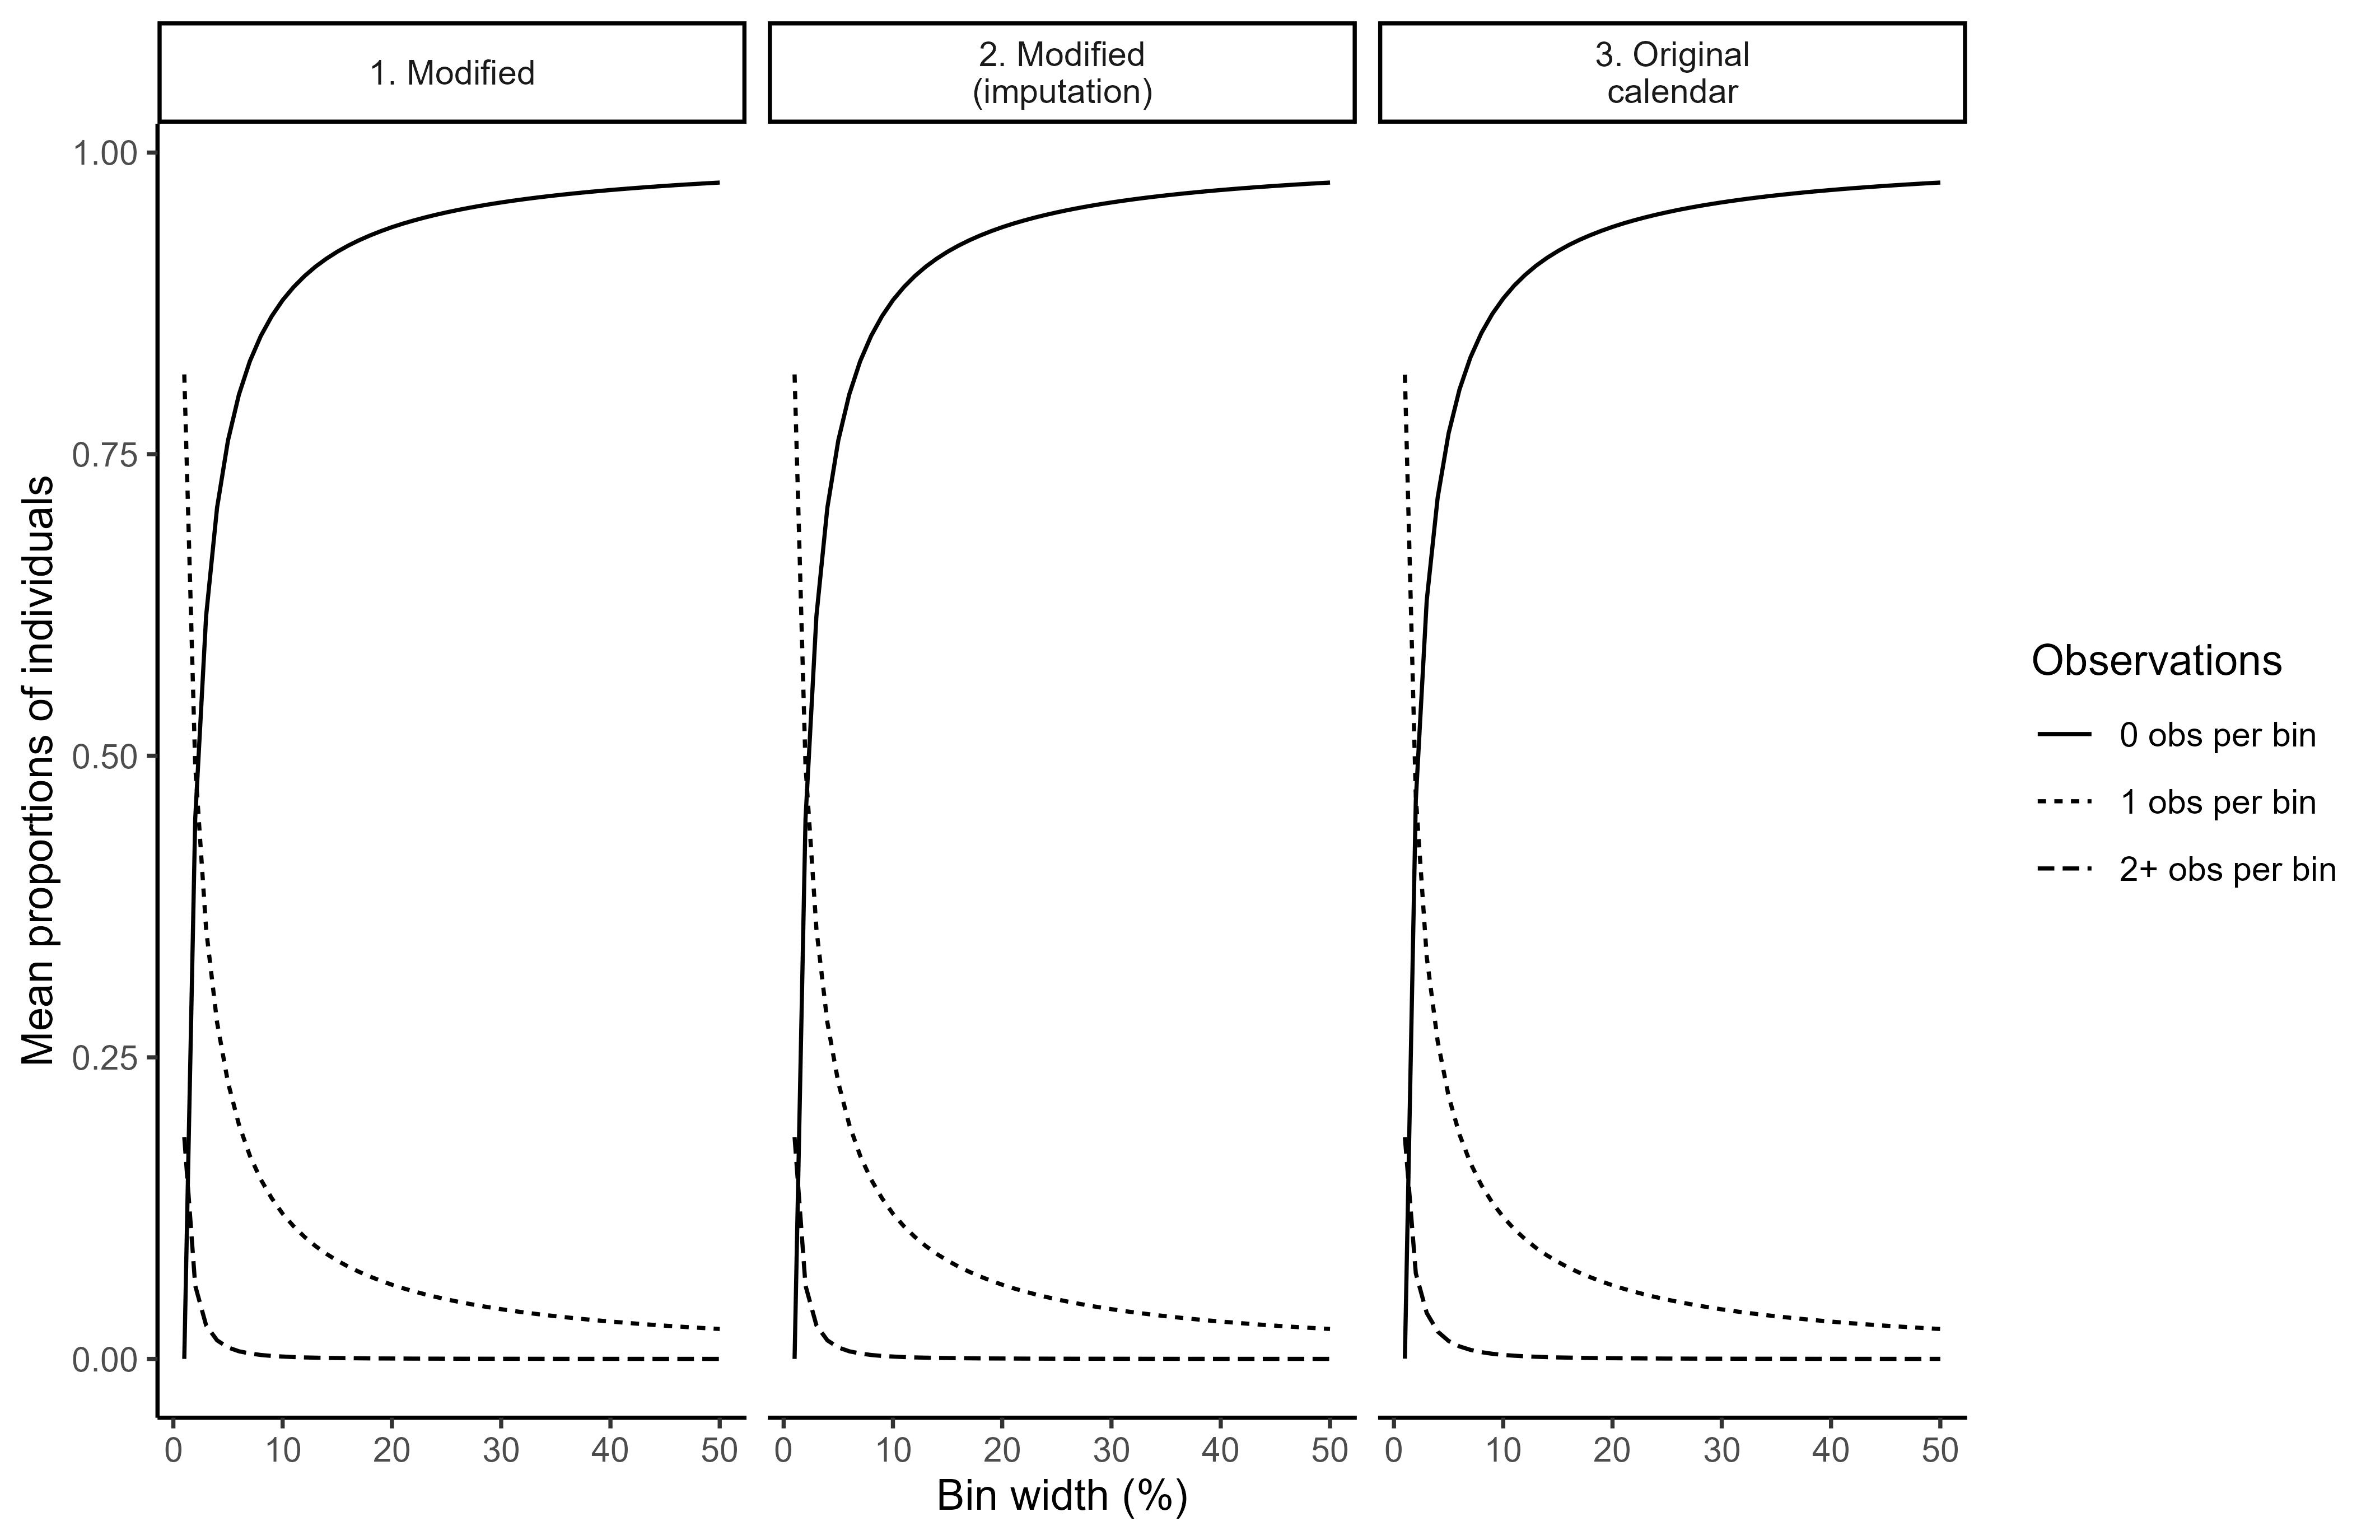 1. Modified
2. Modified
(imputation)
3. Original
calendar
Mean proportions of individuals
1.00
0.75
0.50
0.25
0.00
0 10 20 30 40 50
0 10 20 30 40 50
0 10 20 30 40 50
Bin width (%)
Observations
0 obs per bin
1 obs per bin
2+ obs per bin